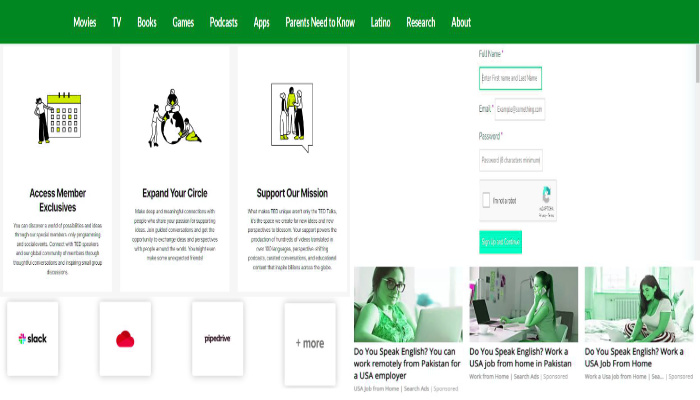 Movies TV Books Games Podcasts Apps Parents Need to Know Latino Research About
Access Member
Exclusives
You can discover a world of possibilities and ideas
through our special members-only programming
and social events. Connect with TED speakers
and our global community of members through
thoughtful conversations and inspiring small group
discussions.
Expand Your Circle
Make deep and meaningful connections with
people who share your passion for supporting
ideas. Join guided conversations and get the
opportunity to exchange ideas and perspectives
with people around the world. You might even
make some unexpected friends!
Support Our Mission
What makes TED unique aren't only the TED Talks,
it's the space we create for new ideas and new
perspectives to blossom. Your support powers the
production of hundreds of videos translated in
over 100 languages, perspective-shifting
podcasts, curated conversations, and educational
content that maybe billions across the globe.
slack
pipedrive
+ more
Full Name *
Enter First name and Last Name
Email * Example@something.com
Password *
Password (8 characters minimum)
I'm not a robot
reCAPTCHA
Privacy - Terms
Sign Up and Continue
Do You Speak English? You can
work remotely from Pakistan for
a USA employer
USA Job from Home | Search Ads | Sponsored
Do You Speak English? Work a
USA job from home in Pakistan
Work from Home | Search Ads | Sponsored
Do You Speak English? Work a
USA Job From Home
Work a Usa Job from Home | Sea... | Sponsored